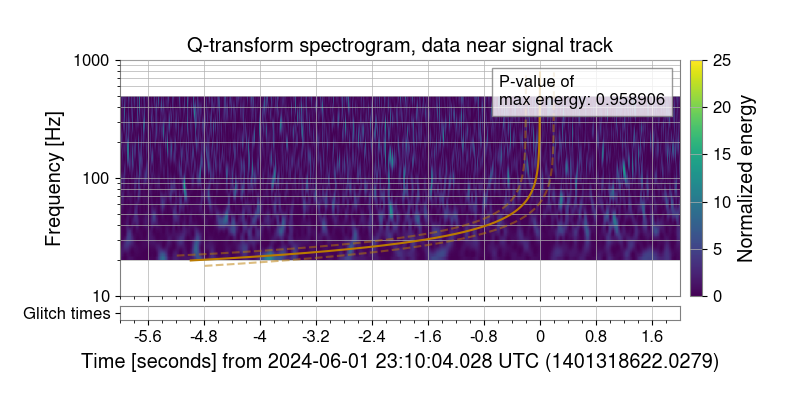 Q-transform spectrogram, data near signal track
1000
100
10
Frequency [Hz]
P-value of
max energy: 0.958906
25
20
15
10
5
0
Normalized energy
Glitch times
-5.6 -4.8 -4 -3.2 -2.4 -1.6 -0.8 0 0.8 1.6
Time [seconds] from 2024-06-01 23:10:04.028 UTC (1401318622.0279)